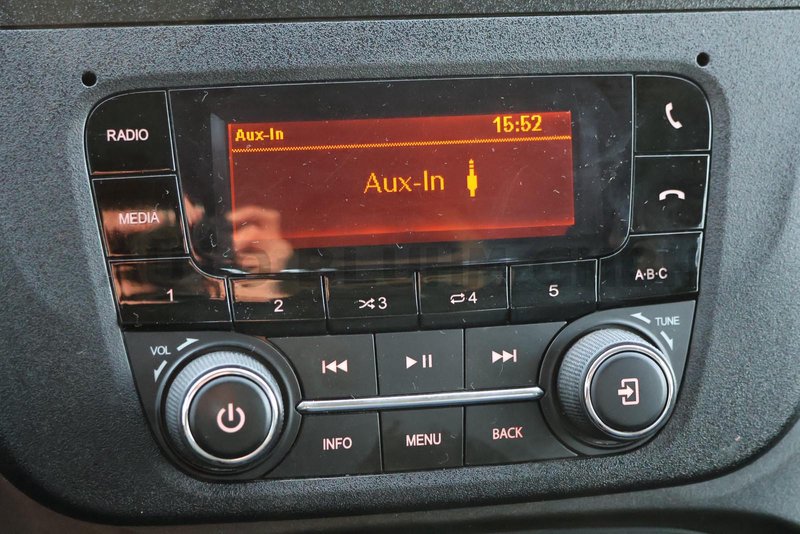 RADIO
Aux-In 15:52
Aux-In
MEDIA
1 2 3 4 5 A·B·C
VOL
TUNE
INFO MENU BACK